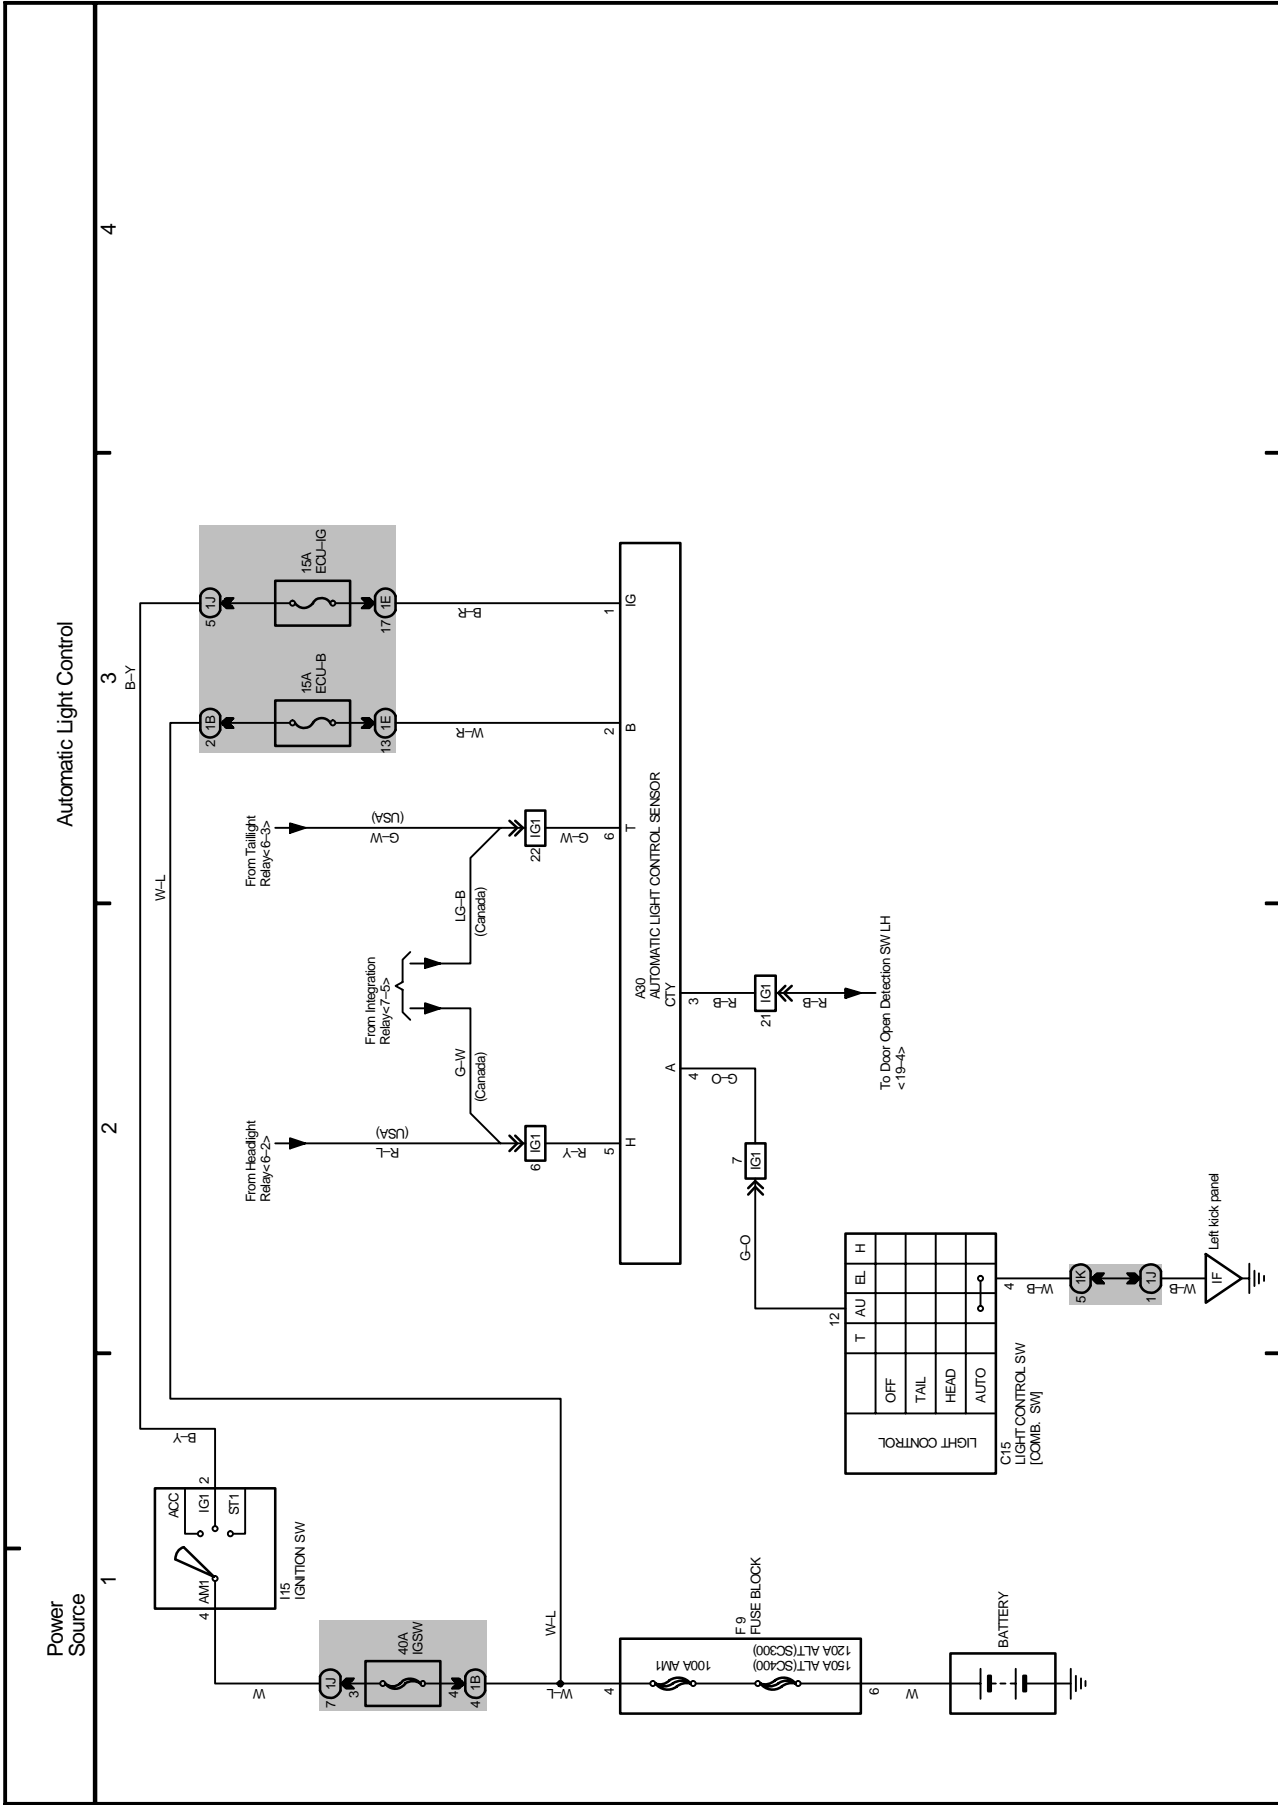 Power
Source
Automatic Light Control
1
2
3
4
B–Y
W–L
B–Y
4
AM1
ACC
IG1
2
ST1
I15
IGNITION SW
W
7
1J
3
40A
IGSW
4
4
1B
W–L
W–L
F 9
FUSE BLOCK
4
100A AM1
150A ALT(SC400)
120A ALT(SC300)
6
W
BATTERY
From Headlight
Relay<6–2>
R–L
(USA)
From Integration
Relay<7–5>
G–W
(Canada)
LG–B
(Canada)
From Taillight
Relay<6–3>
G–W
(USA)
6
IG1
R–Y
22
IG1
G–W
2
1B
15A
ECU–B
13
1E
W–R
5
1J
15A
ECU–IG
17
1E
B–R
5
H
6
T
2
B
1
IG
A30
AUTOMATIC LIGHT CONTROL SENSOR
A
CTY
4
G–O
3
R–B
7
IG1
G–O
21
IG1
R–B
To Door Open Detection SW LH
<19–4>
12
T
AU
EL
H
LIGHT CONTROL
OFF
TAIL
HEAD
AUTO
C15
LIGHT CONTROL SW
[COMB. SW]
4
W–B
5
1K
1
1J
W–B
IF
Left kick panel